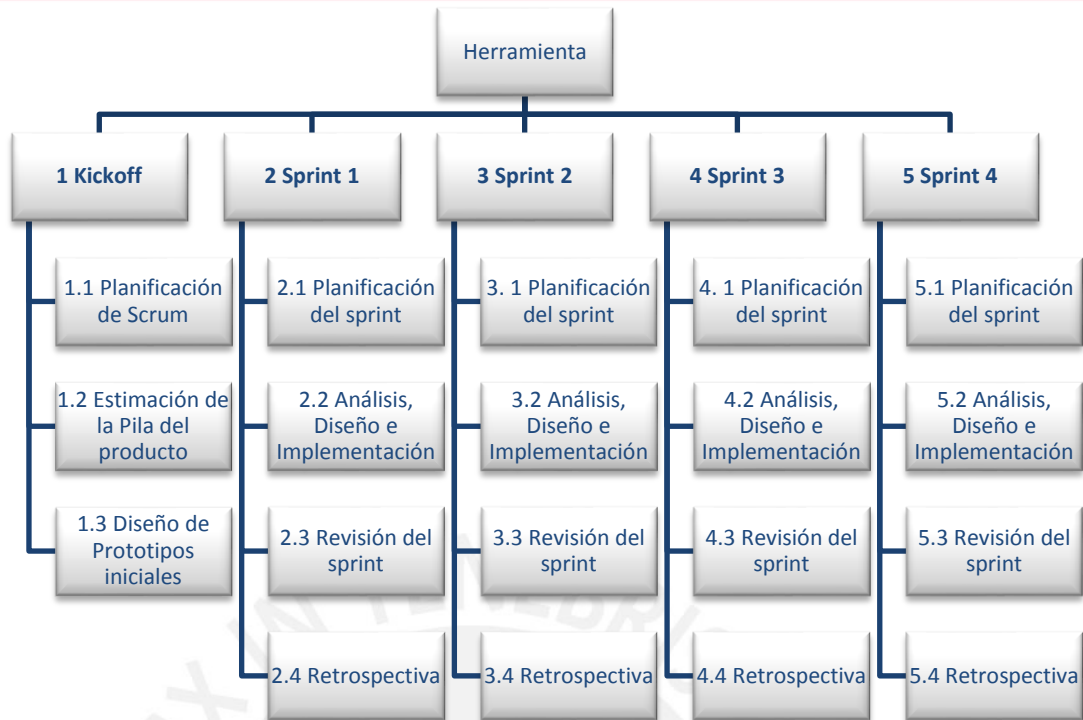 Herramienta
1 Kickoff
2 Sprint 1
3 Sprint 2
4 Sprint 3
5 Sprint 4
1.1 Planificación
de Scrum
1.2 Estimación de
la Pila del
producto
1.3 Diseño de
Prototipos
iniciales
2.1 Planificación
del sprint
2.2 Análisis,
Diseño e
Implementación
2.3 Revisión del
sprint
2.4 Retrospectiva
3. 1 Planificación
del sprint
3.2 Análisis,
Diseño e
Implementación
3.3 Revisión del
sprint
3.4 Retrospectiva
4. 1 Planificación
del sprint
4.2 Análisis,
Diseño e
Implementación
4.3 Revisión del
sprint
4.4 Retrospectiva
5.1 Planificación
del sprint
5.2 Análisis,
Diseño e
Implementación
5.3 Revisión del
sprint
5.4 Retrospectiva